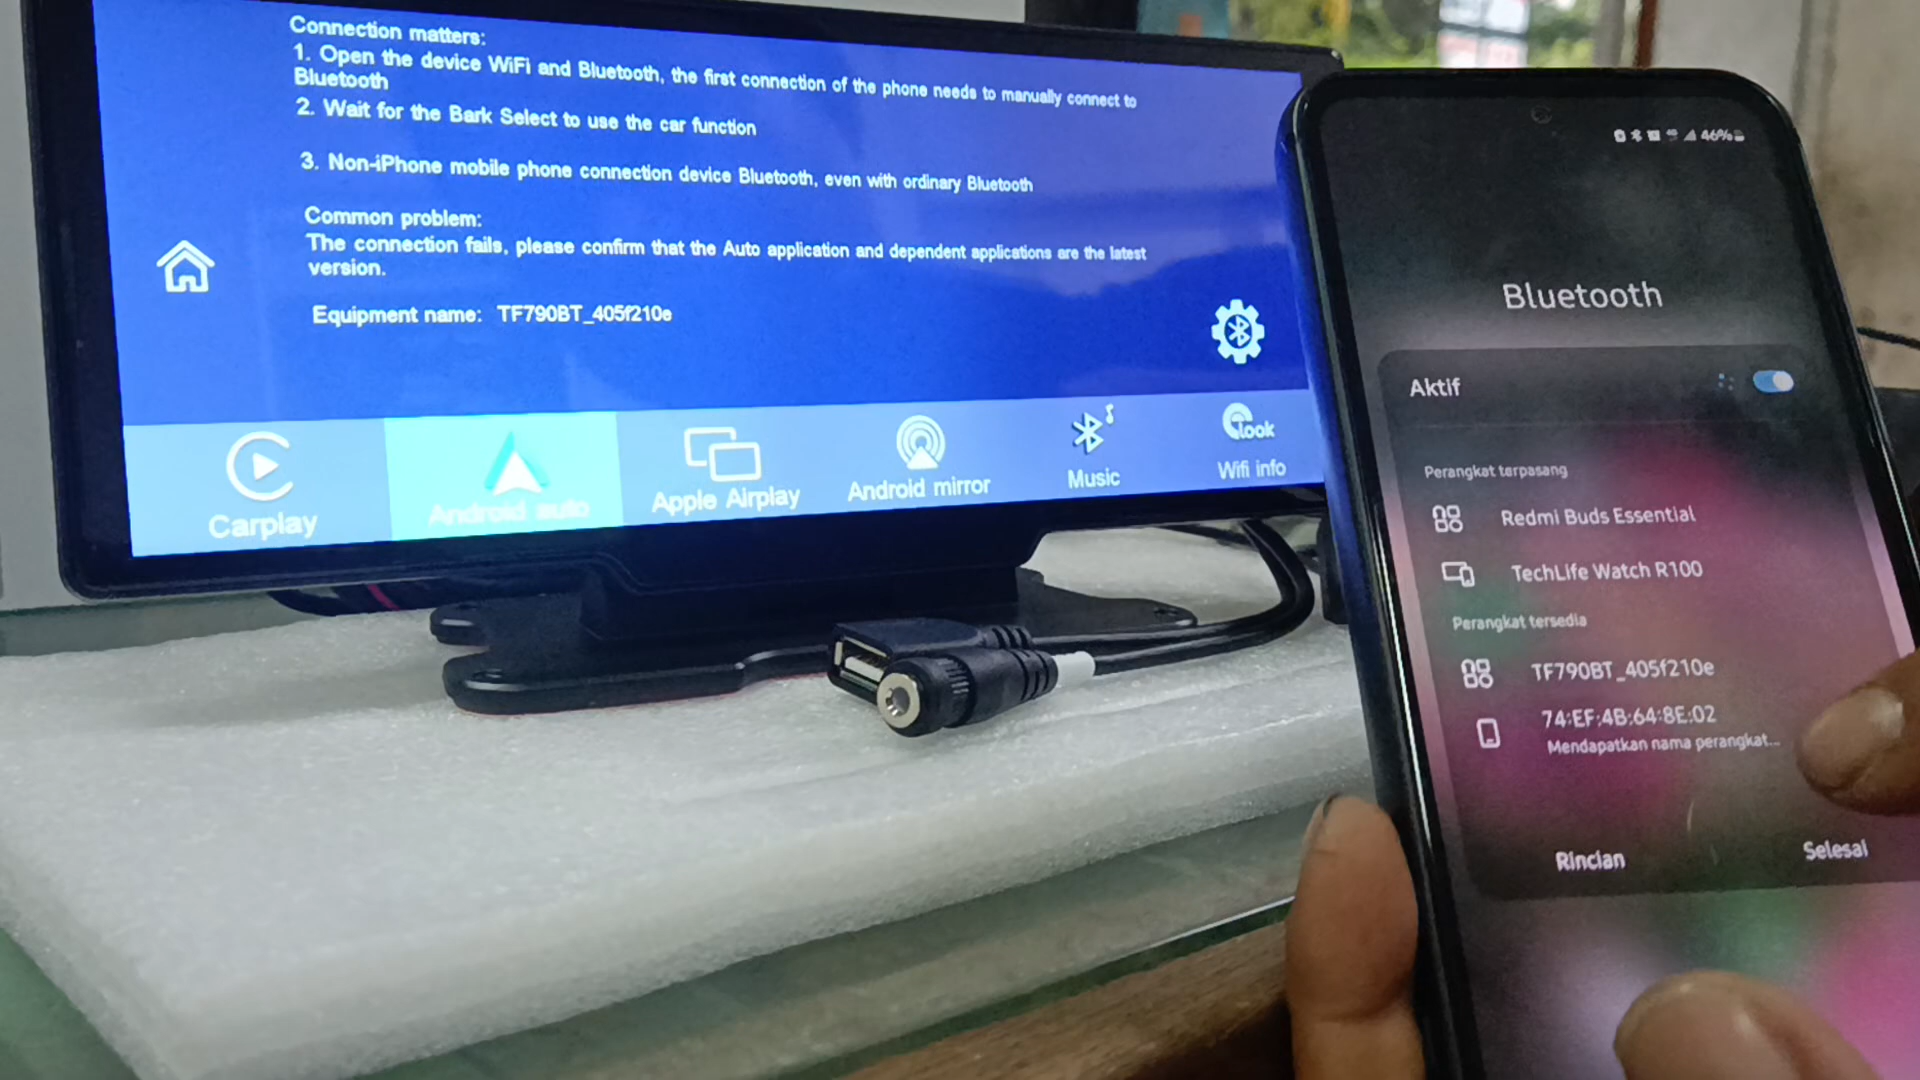 Connection matters:
1. Open the device WiFi and Bluetooth, the first connection of the phone needs to manually connect to
Bluetooth
2. Wait for the Bark Select to use the car function
3. Non-iPhone mobile phone connection device Bluetooth, even with ordinary Bluetooth
Common problem:
The connection fails, please confirm that the Auto application and dependent applications are the latest
version.
Equipment name: TF790BT_405f210e
Carplay
Android auto
Apple Airplay
Android mirror
Music
look
Wifi info
46%
Bluetooth
Aktif
Perangkat terpasang
Redmi Buds Essential
TechLife Watch R100
Perangkat tersedia
TF790BT_405f210e
74:EF:4B:64:8E:02
Mendapatkan nama perangkat...
Rincian
Selesai